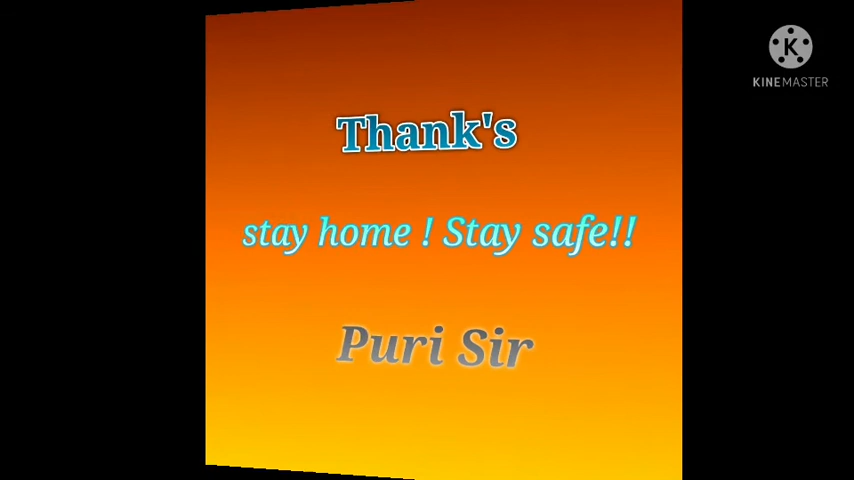 KINEMASTER
Thank's
stay home ! Stay safe!!
Puri Sir